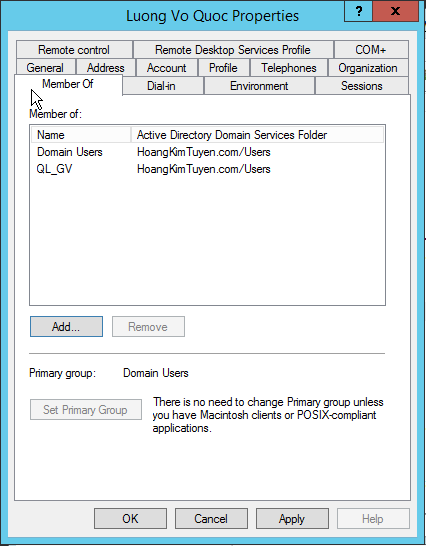 Luong Vo Quoc Properties
?
x
Remote control
Remote Desktop Services Profile
COM+
General
Address
Account
Profile
Telephones
Organization
Member Of
Dial-in
Environment
Sessions
Member of:
Name Active Directory Domain Services Folder
Domain Users HoangKimTuyen.com/Users
QL_GV HoangKimTuyen.com/Users
Add...
Remove
Primary group: Domain Users
Set Primary Group
There is no need to change Primary group unless
you have Macintosh clients or POSIX-compliant
applications.
OK
Cancel
Apply
Help